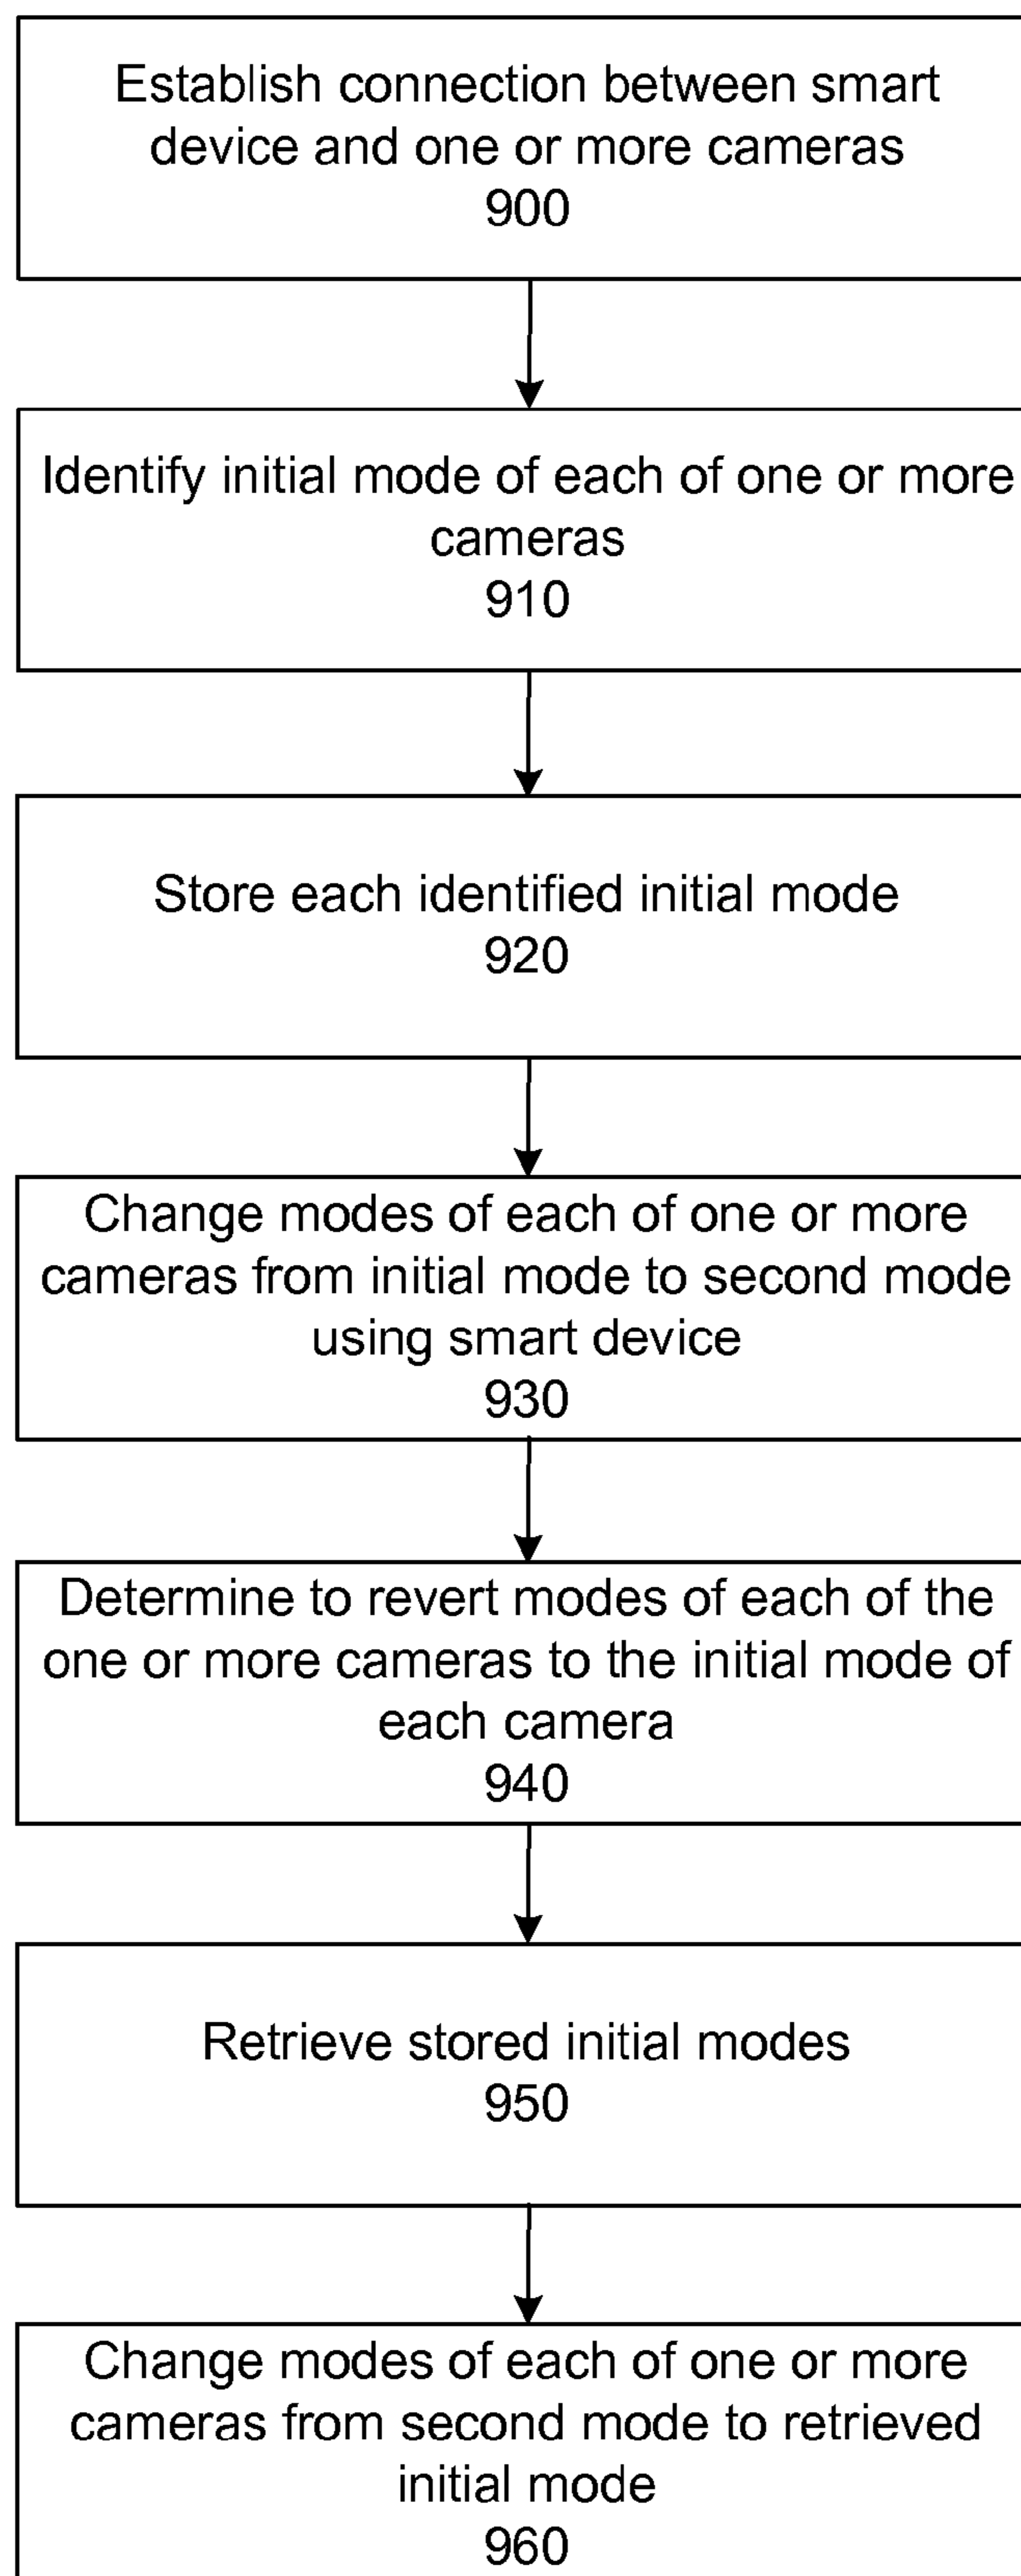 Establish connection between smart
device and one or more cameras
900
Identify initial mode of each of one or more
cameras
910
Store each identified initial mode
920
Change modes of each of one or more
cameras from initial mode to second mode
using smart device
930
Determine to revert modes of each of the
one or more cameras to the initial mode of
each camera
940
Retrieve stored initial modes
950
Change modes of each of one or more
cameras from second mode to retrieved
initial mode
960